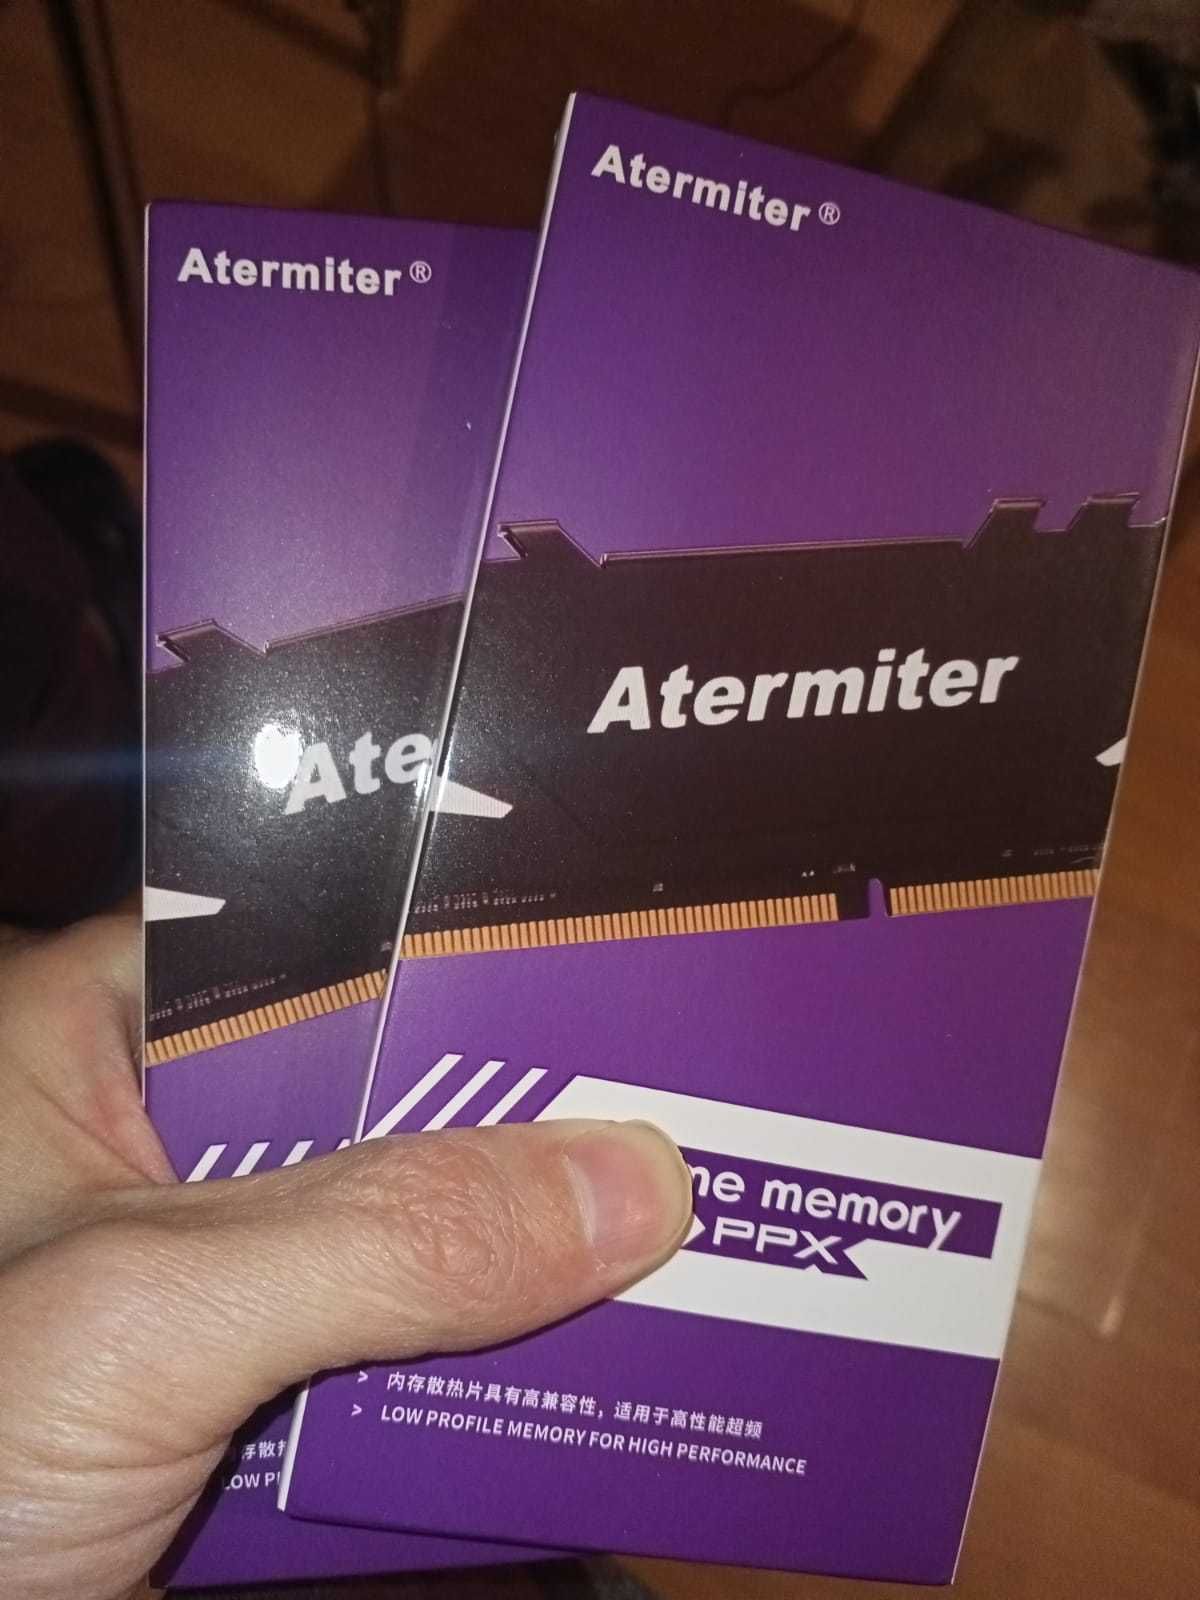 Atermiter®
Ate
LOW
Atermiter®
Atermiter
memory
PPX
> 内存散热片具有高兼容性，适用于高性能超频
> LOW PROFILE MEMORY FOR HIGH PERFORMANCE